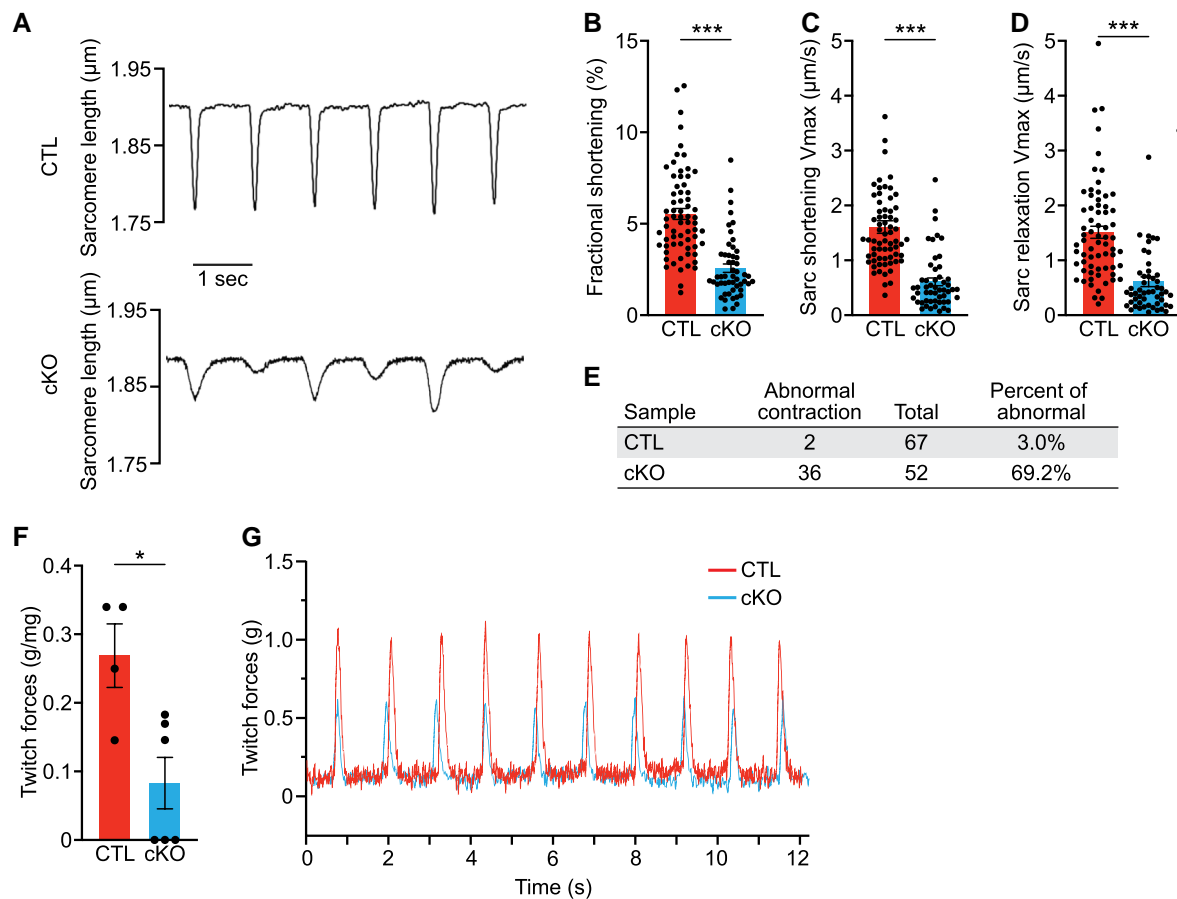 A
CTL
Sarcomere length (μm)
1.95
1.85
1.75
1 sec
cKO
Sarcomere length (μm)
1.95
1.85
1.75
B
Fractional shortening (%)
15
10
5
0
***
CTL cKO
C
Sarc shortening Vmax (μm/s)
5
4
3
2
1
0
***
CTL cKO
D
Sarc relaxation Vmax (μm/s)
5
4
3
2
1
0
***
CTL cKO
E
Sample Abnormal contraction Total Percent of abnormal
CTL 2 67 3.0%
cKO 36 52 69.2%
F
Twitch forces (g/mg)
0.4
0.3
0.2
0.1
0
*
CTL cKO
G
Twitch forces (g)
1.5
1.0
0.5
0
CTL
cKO
0 2 4 6 8 10 12
Time (s)